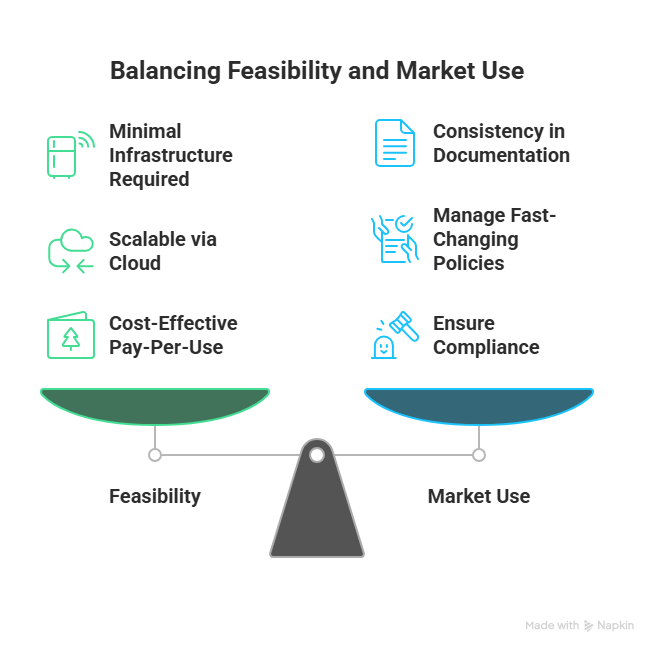 Balancing Feasibility and Market Use
Minimal
Infrastructure
Required
Scalable via
Cloud
Cost-Effective
Pay-Per-Use
Consistency in
Documentation
Manage Fast-
Changing
Policies
Ensure
Compliance
Feasibility
Market Use
Made with Napkin